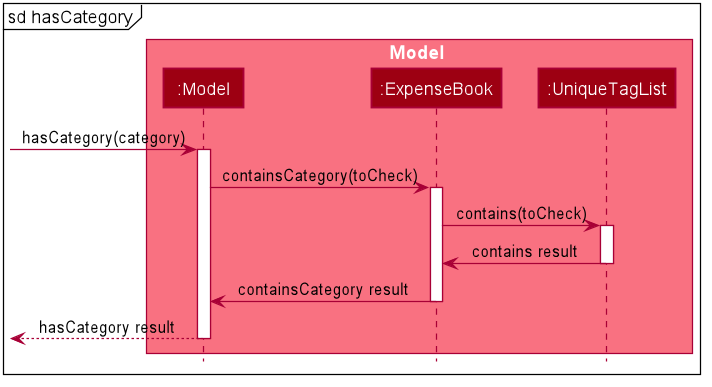 sd hasCategory
Model
:Model
:ExpenseBook
:UniqueTagList
hasCategory(category)
containsCategory(toCheck)
contains(toCheck)
contains result
containsCategory result
hasCategory result